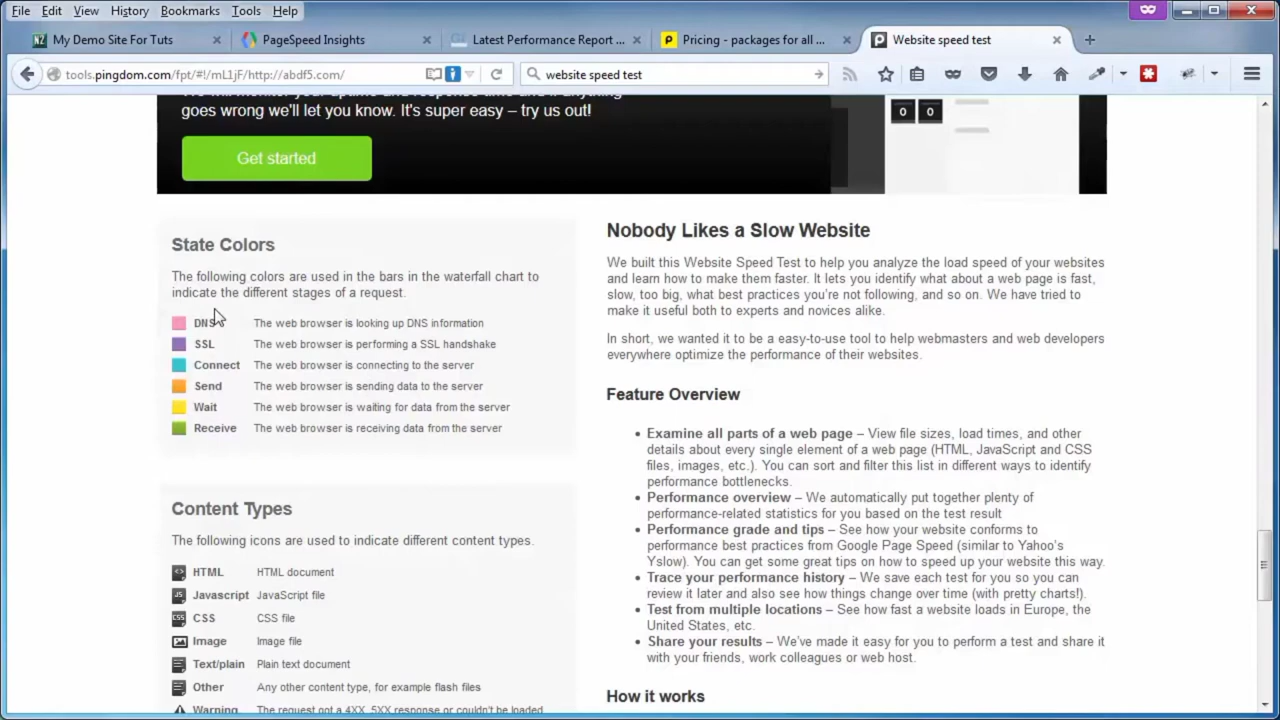 File Edit View History Bookmarks Tools Help
My Demo Site For Tuts
PageSpeed Insights
Latest Performance Report ...
Pricing - packages for all ...
Website speed test
tools.pingdom.com/fpt/#!/mL1jF/http://abdf5.com/
website speed test
goes wrong we'll let you know. It's super easy – try us out!
Get started
0 0
State Colors
The following colors are used in the bars in the waterfall chart to
indicate the different stages of a request.
DNS The web browser is looking up DNS information
SSL The web browser is performing a SSL handshake
Connect The web browser is connecting to the server
Send The web browser is sending data to the server
Wait The web browser is waiting for data from the server
Receive The web browser is receiving data from the server
Content Types
The following icons are used to indicate different content types.
HTML HTML document
Javascript JavaScript file
CSS CSS file
Image Image file
Text/plain Plain text document
Other Any other content type, for example flash files
Warning The request got a 4XX, 5XX response or couldn't be loaded
Nobody Likes a Slow Website
We built this Website Speed Test to help you analyze the load speed of your websites
and learn how to make them faster. It lets you identify what about a web page is fast,
slow, too big, what best practices you're not following, and so on. We have tried to
make it useful both to experts and novices alike.
In short, we wanted it to be a easy-to-use tool to help webmasters and web developers
everywhere optimize the performance of their websites.
Feature Overview
• Examine all parts of a web page – View file sizes, load times, and other
details about every single element of a web page (HTML, JavaScript and CSS
files, images, etc.). You can sort and filter this list in different ways to identify
performance bottlenecks.
• Performance overview – We automatically put together plenty of
performance-related statistics for you based on the test result
• Performance grade and tips – See how your website conforms to
performance best practices from Google Page Speed (similar to Yahoo's
Yslow). You can get some great tips on how to speed up your website this way.
• Trace your performance history – We save each test for you so you can
review it later and also see how things change over time (with pretty charts!).
• Test from multiple locations – See how fast a website loads in Europe, the
United States, etc.
• Share your results – We've made it easy for you to perform a test and share it
with your friends, work colleagues or web host.
How it works